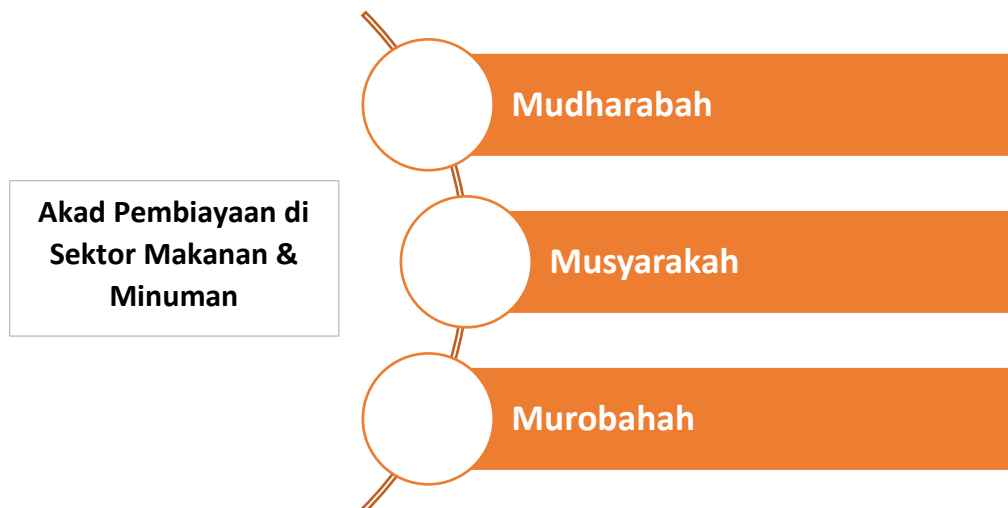 Akad Pembiayaan di
Sektor Makanan &
Minuman
Mudharabah
Musyarakah
Murobahah